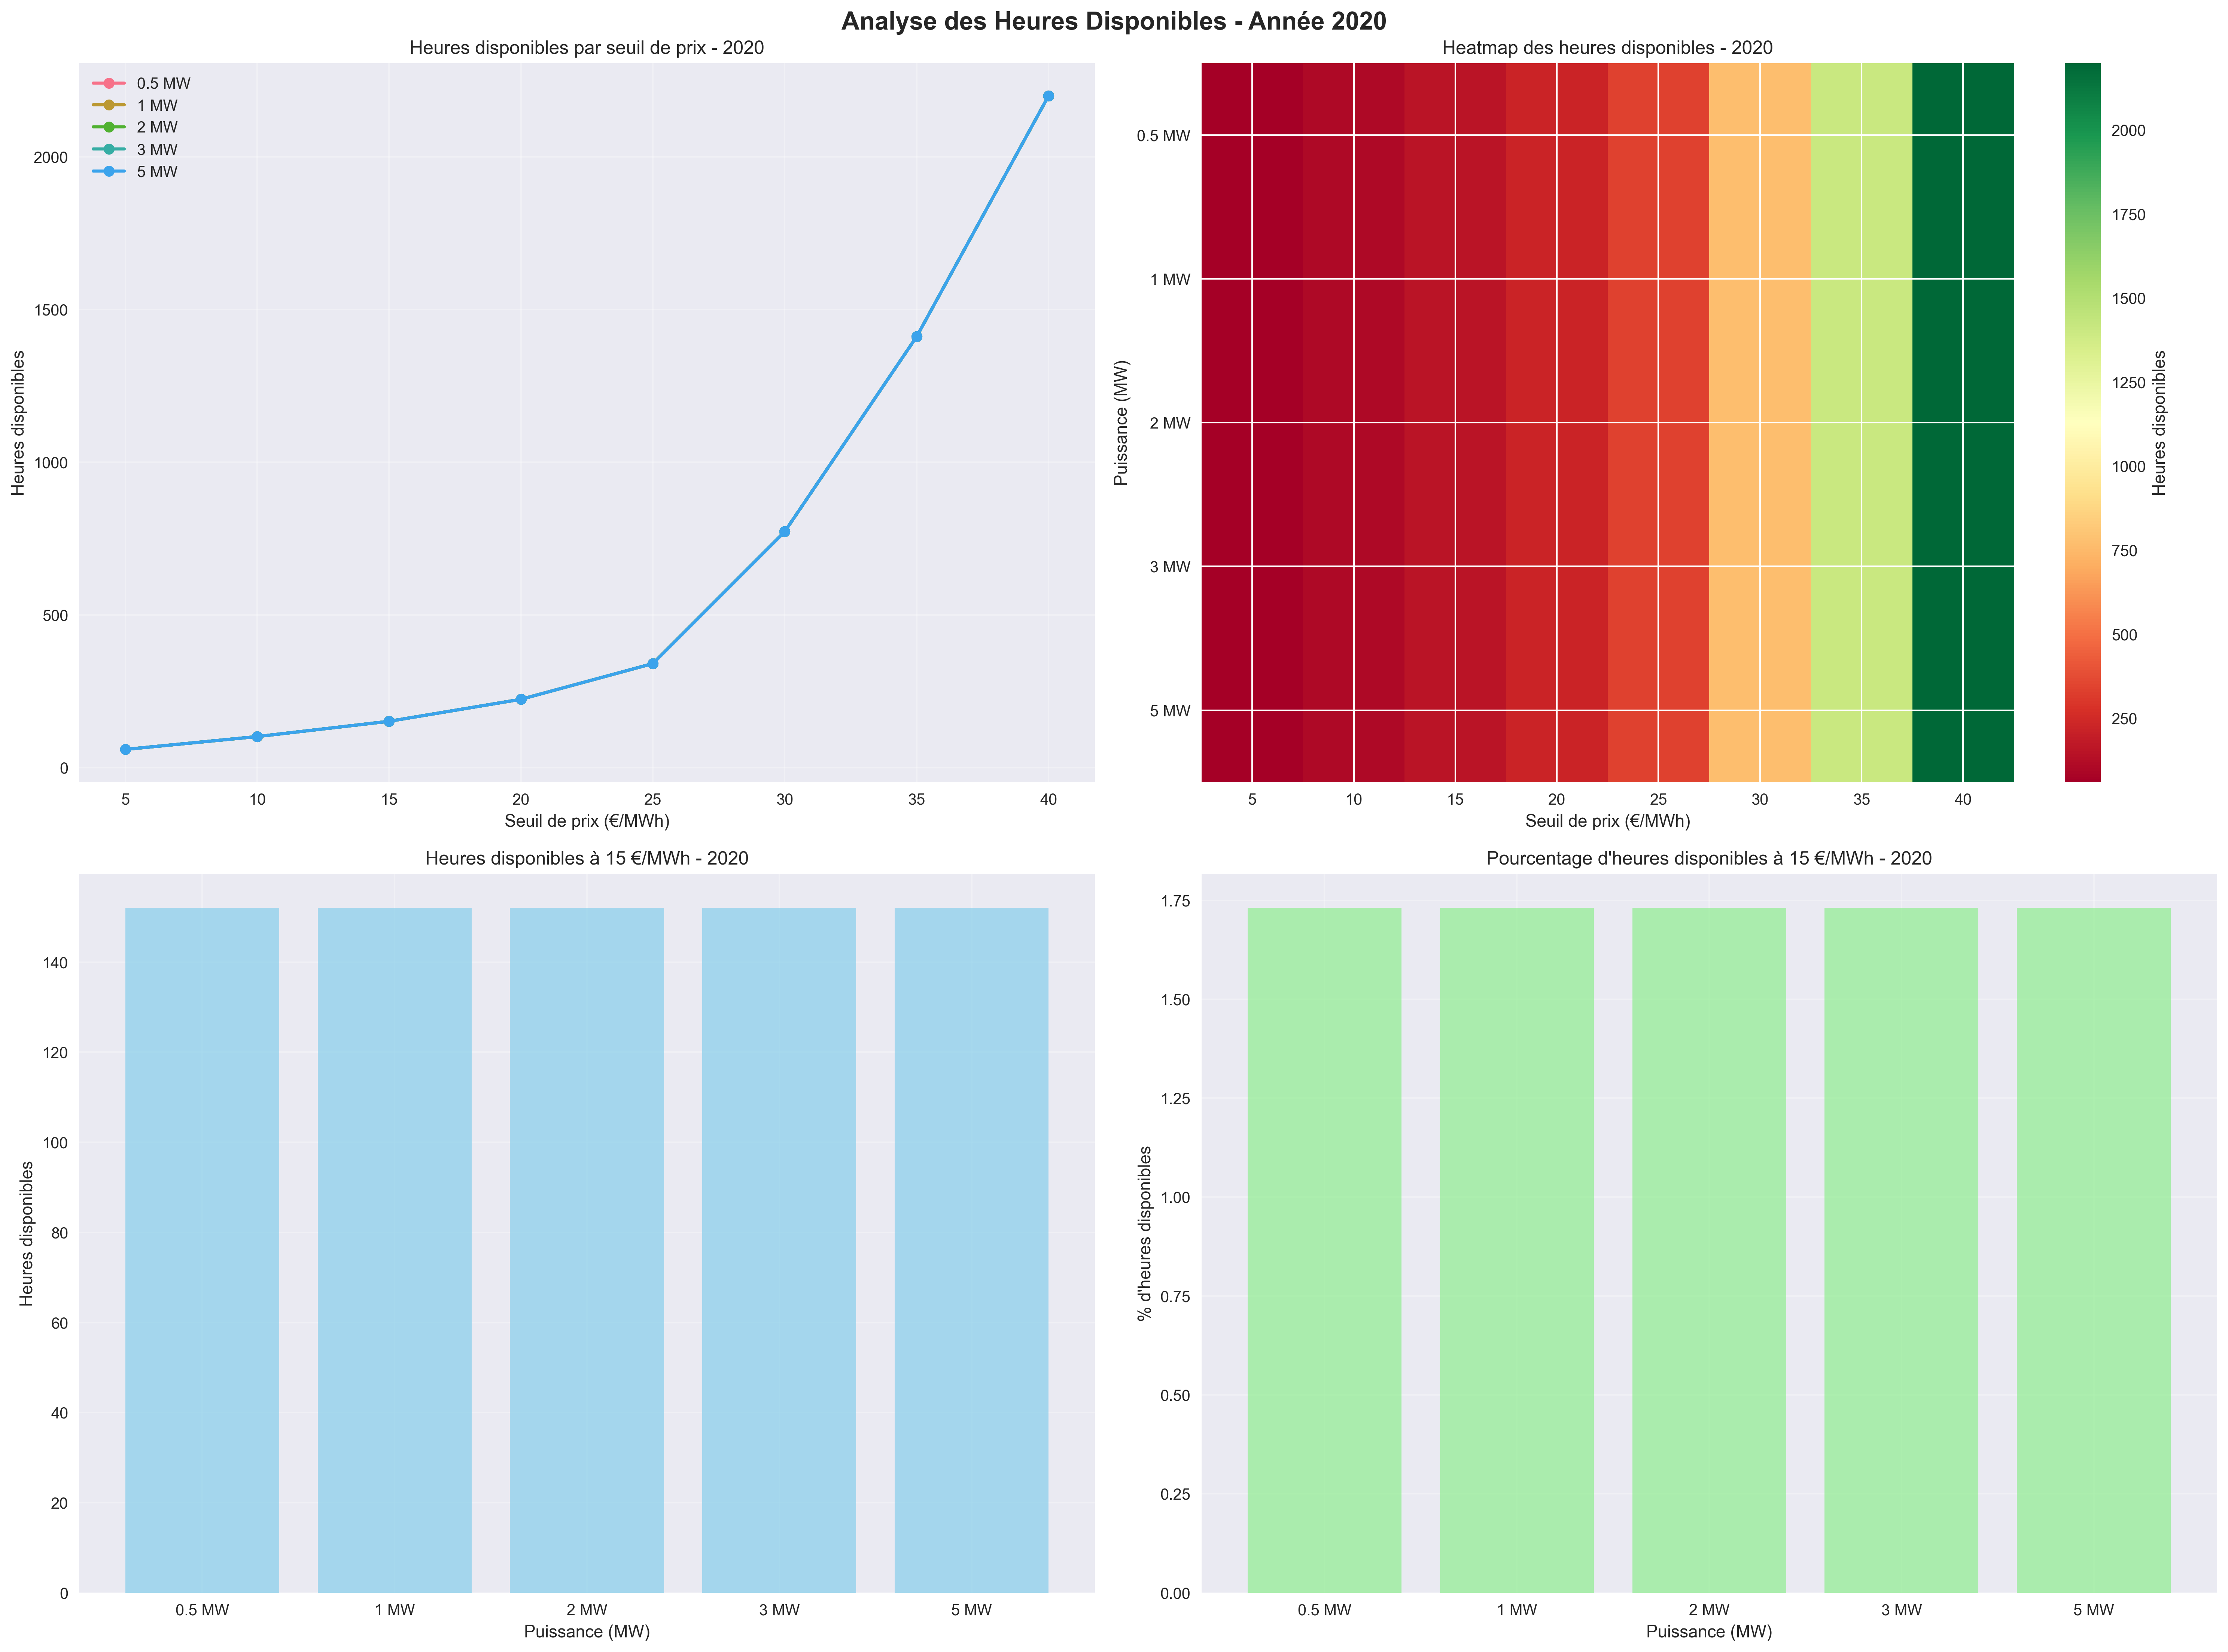 Analyse des Heures Disponibles - Année 2020
Heures disponibles par seuil de prix - 2020
0.5 MW
1 MW
2 MW
3 MW
5 MW
Heures disponibles
2000
1500
1000
500
0
5 10 15 20 25 30 35 40
Seuil de prix (€/MWh)
Heatmap des heures disponibles - 2020
Puissance (MW)
0.5 MW
1 MW
2 MW
3 MW
5 MW
5 10 15 20 25 30 35 40
Seuil de prix (€/MWh)
2000
1750
1500
1250
1000
750
500
250
Heures disponibles
Heures disponibles à 15 €/MWh - 2020
Heures disponibles
140
120
100
80
60
40
20
0
0.5 MW 1 MW 2 MW 3 MW 5 MW
Puissance (MW)
Pourcentage d'heures disponibles à 15 €/MWh - 2020
% d'heures disponibles
1.75
1.50
1.25
1.00
0.75
0.50
0.25
0.00
0.5 MW 1 MW 2 MW 3 MW 5 MW
Puissance (MW)